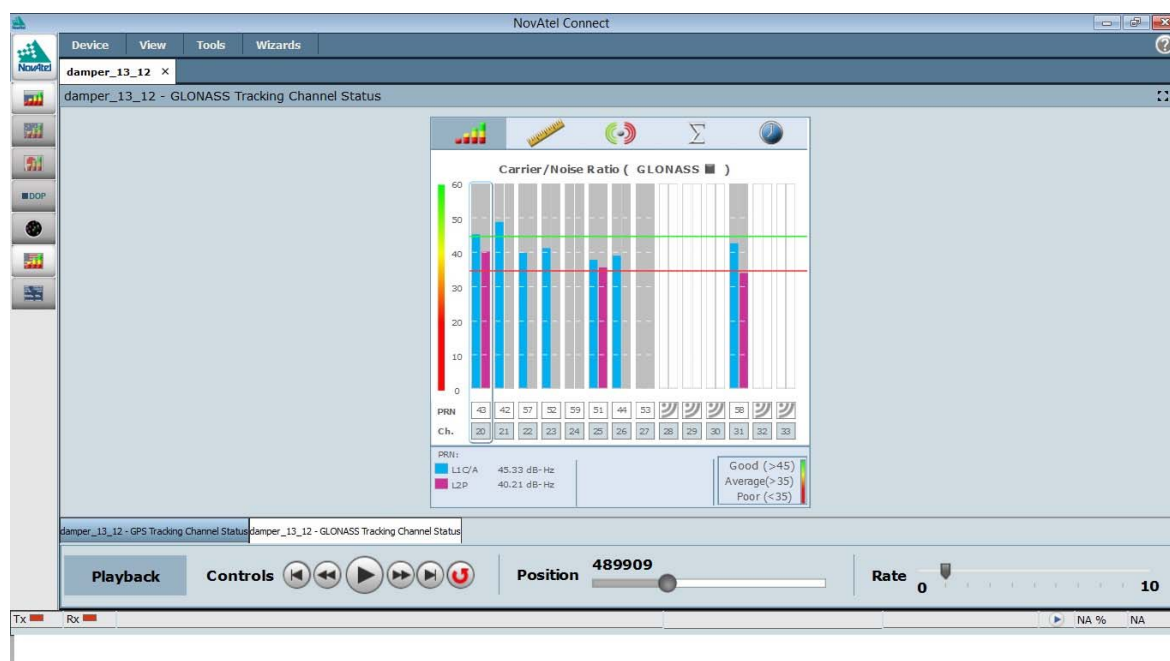 NovAtel Connect
NovAtel
Device View Tools Wizards
damper_13_12 ×
damper_13_12 - GLONASS Tracking Channel Status
DOP
Carrier/Noise Ratio ( GLONASS )
60
50
40
30
20
10
0
PRN 43 42 57 52 59 51 44 53 58
Ch. 20 21 22 23 24 25 26 27 28 29 30 31 32 33
PRN:
L1C/A 45.33 dB-Hz
L2P 40.21 dB-Hz
Good (>45)
Average(>35)
Poor (<35)
damper_13_12 - GPS Tracking Channel Status damper_13_12 - GLONASS Tracking Channel Status
Playback Controls Position 489909 Rate 0 10
Tx Rx NA % NA